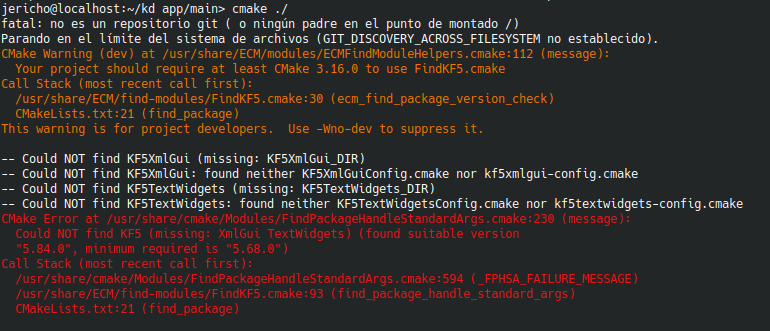 jericho@localhost:~/kd app/main> cmake ./
fatal: no es un repositorio git ( o ningún padre en el punto de montado /)
Parando en el límite del sistema de archivos (GIT_DISCOVERY_ACROSS_FILESYSTEM no establecido).
CMake Warning (dev) at /usr/share/ECM/modules/ECMFindModuleHelpers.cmake:112 (message):
  Your project should require at least CMake 3.16.0 to use FindKF5.cmake
Call Stack (most recent call first):
  /usr/share/ECM/find-modules/FindKF5.cmake:30 (ecm_find_package_version_check)
  CMakeLists.txt:21 (find_package)
This warning is for project developers.  Use -Wno-dev to suppress it.

-- Could NOT find KF5XmlGui (missing: KF5XmlGui_DIR)
-- Could NOT find KF5XmlGui: found neither KF5XmlGuiConfig.cmake nor kf5xmlgui-config.cmake
-- Could NOT find KF5TextWidgets (missing: KF5TextWidgets_DIR)
-- Could NOT find KF5TextWidgets: found neither KF5TextWidgetsConfig.cmake nor kf5textwidgets-config.cmake
CMake Error at /usr/share/cmake/Modules/FindPackageHandleStandardArgs.cmake:230 (message):
  Could NOT find KF5 (missing: XmlGui TextWidgets) (found suitable version
  "5.84.0", minimum required is "5.68.0")
Call Stack (most recent call first):
  /usr/share/cmake/Modules/FindPackageHandleStandardArgs.cmake:594 (_FPHSA_FAILURE_MESSAGE)
  /usr/share/ECM/find-modules/FindKF5.cmake:93 (find_package_handle_standard_args)
  CMakeLists.txt:21 (find_package)